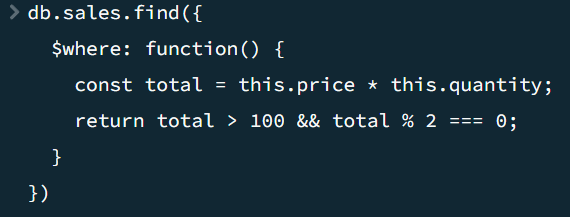 > db.sales.find({
$where: function() {
const total = this.price * this.quantity;
return total > 100 && total % 2 === 0;
}
})